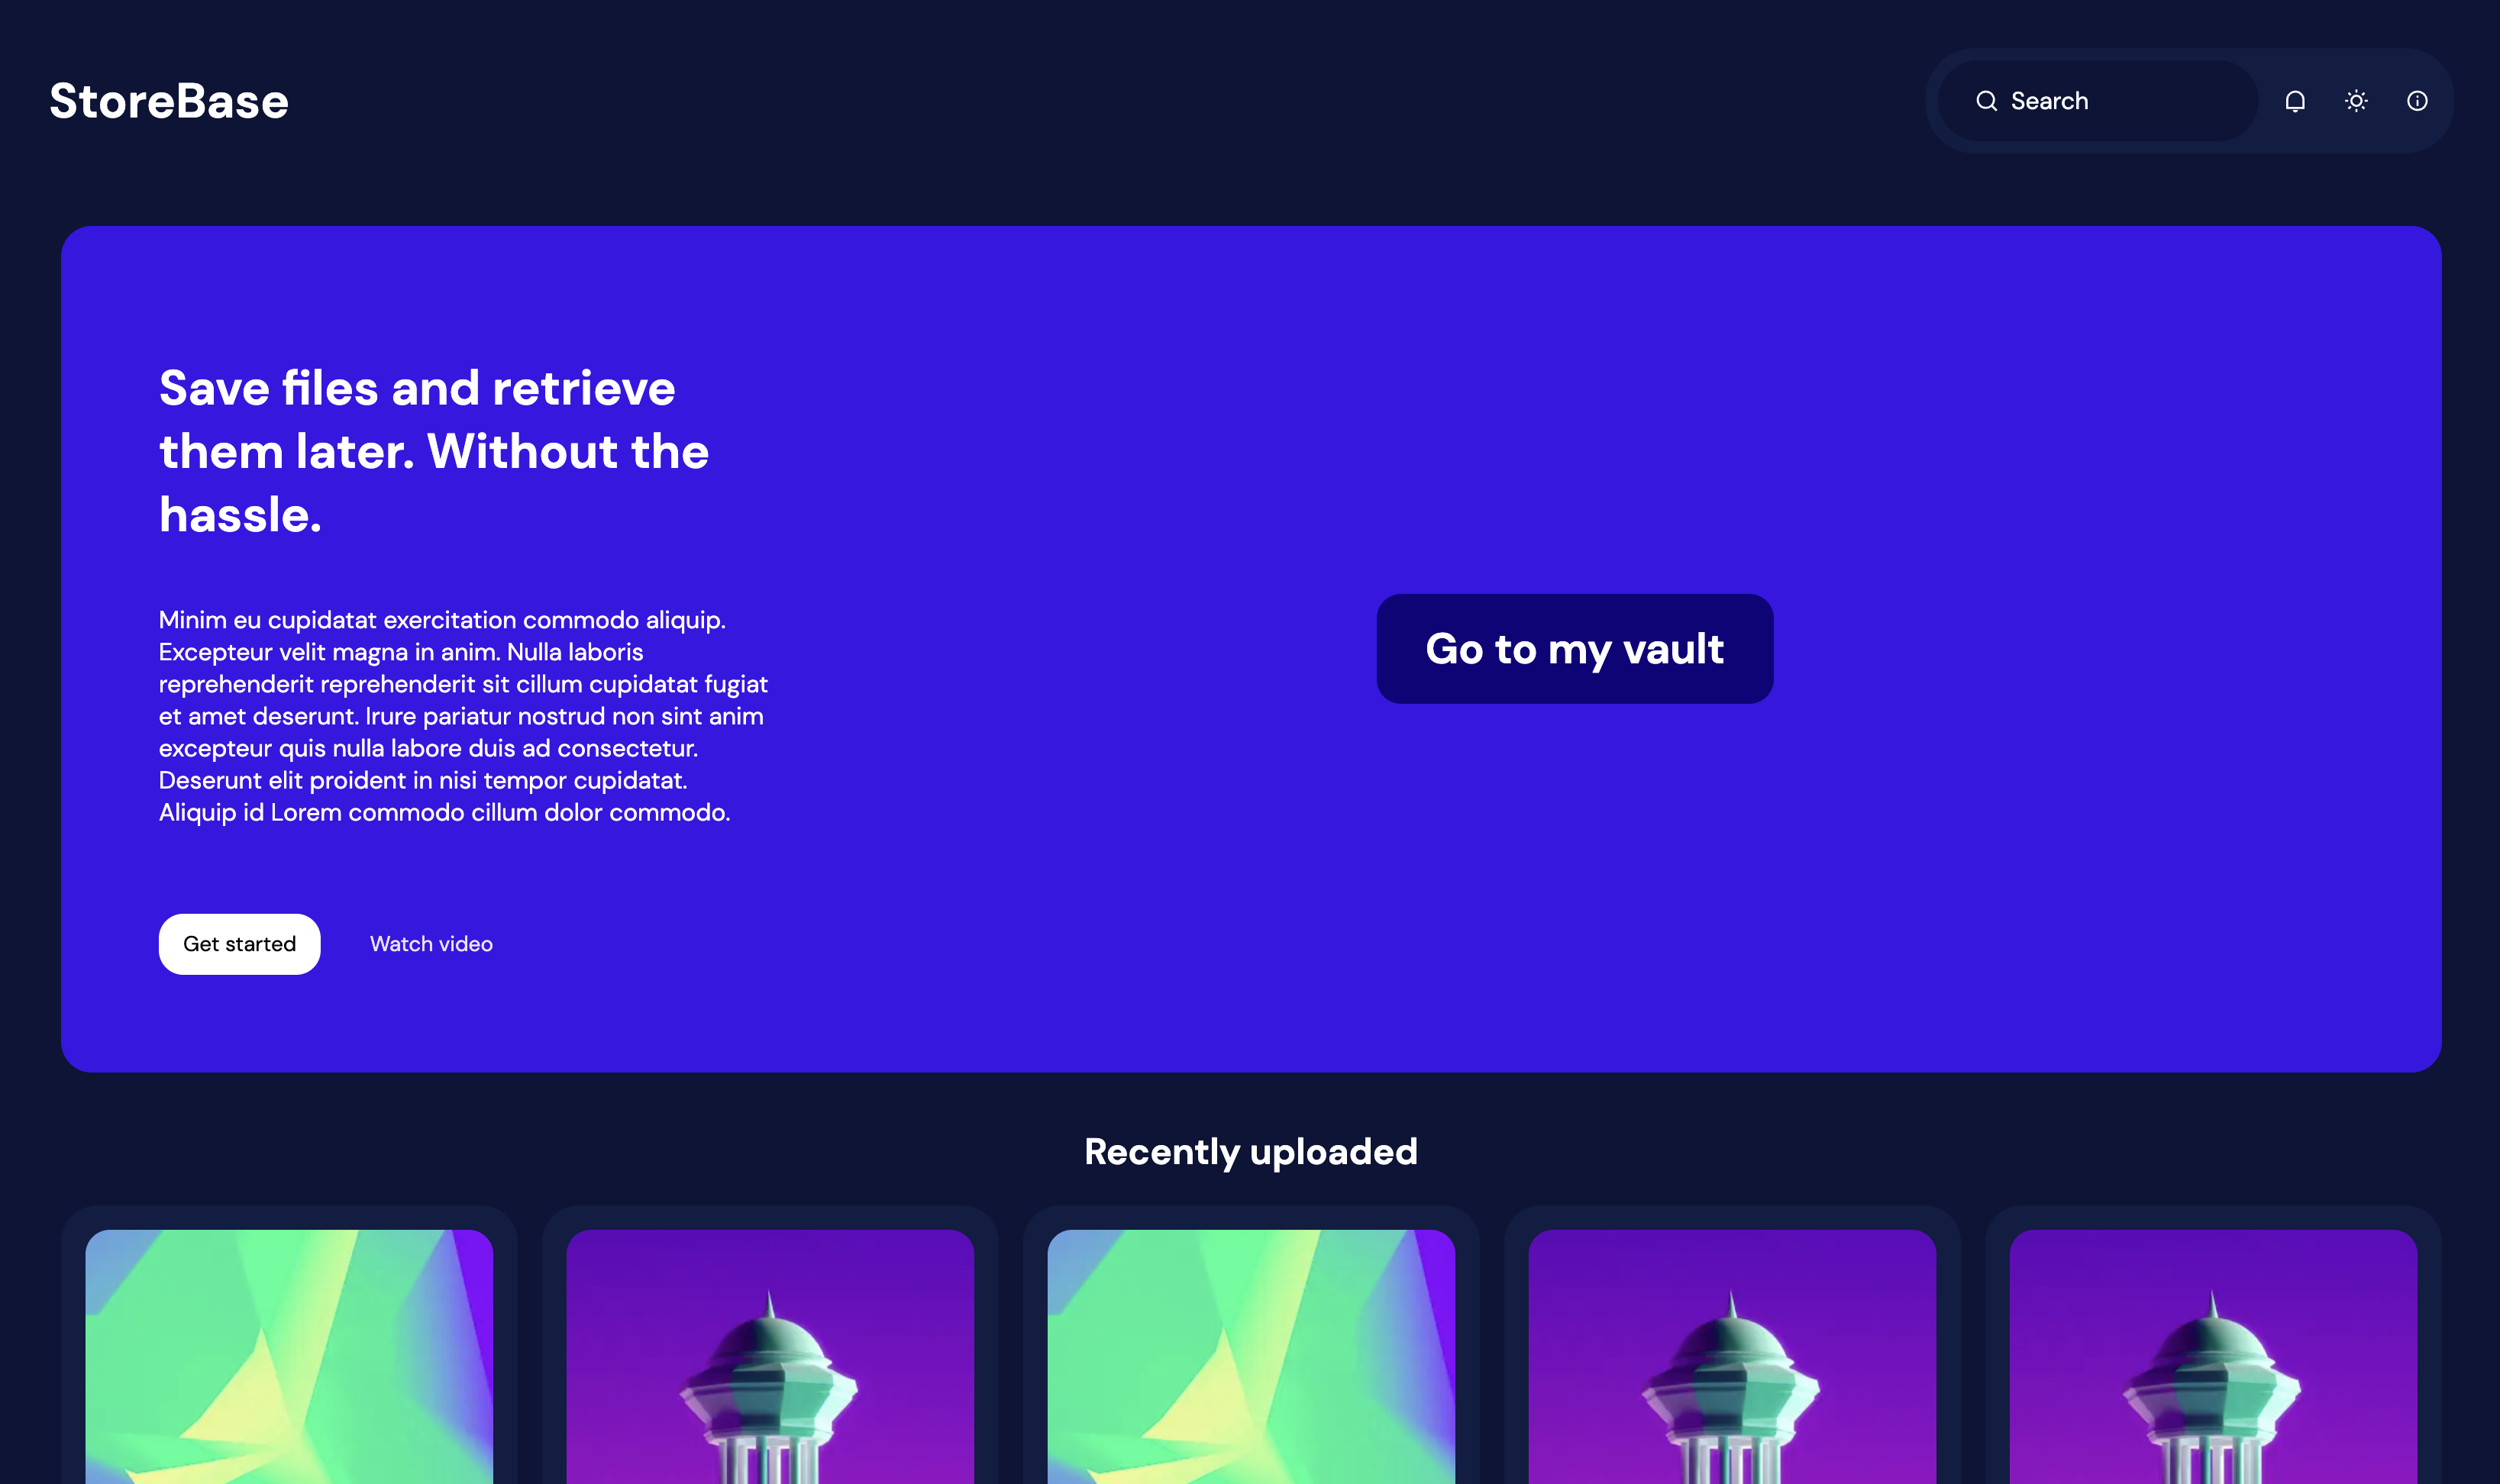 StoreBase
Search
Save files and retrieve
them later. Without the
hassle.
Minim eu cupidatat exercitation commodo aliquip.
Excepteur velit magna in anim. Nulla laboris
reprehenderit reprehenderit sit cillum cupidatat fugiat
et amet deserunt. Irure pariatur nostrud non sint anim
excepteur quis nulla labore duis ad consectetur.
Deserunt elit proident in nisi tempor cupidatat.
Aliquip id Lorem commodo cillum dolor commodo.
Get started
Watch video
Go to my vault
Recently uploaded